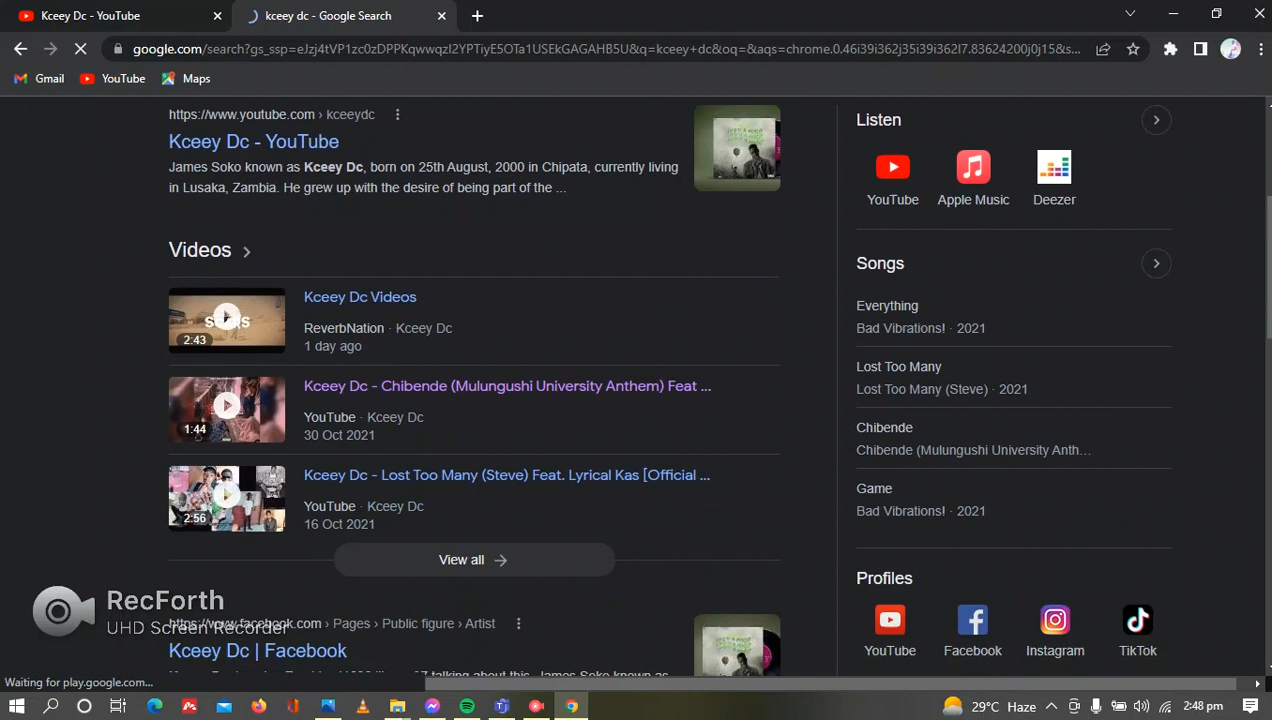 Kceey Dc - YouTube
kceey dc - Google Search
google.com/search?gs_ssp=eJzj4tVP1zc0zDPPKqwwqzI2YPTiyE5OTa1USEkGAGAHB5U&q=kceey+dc&oq=&aqs=chrome.0.46i39i362j35i39i362l7.83624200j0j15&s...
Gmail
YouTube
Maps
https://www.youtube.com › kceeydc
Kceey Dc - YouTube
James Soko known as Kceey Dc, born on 25th August, 2000 in Chipata, currently living
in Lusaka, Zambia. He grew up with the desire of being part of the ...
Videos
2:43
Kceey Dc Videos
ReverbNation · Kceey Dc
1 day ago
1:44
Kceey Dc - Chibende (Mulungushi University Anthem) Feat ...
YouTube · Kceey Dc
30 Oct 2021
2:56
Kceey Dc - Lost Too Many (Steve) Feat. Lyrical Kas [Official ...
YouTube · Kceey Dc
16 Oct 2021
View all
RecForth
UHD Screen Recorder
https://www.facebook.com › Pages › Public figure › Artist
Kceey Dc | Facebook
Listen
YouTube
Apple Music
Deezer
Songs
Everything
Bad Vibrations! · 2021
Lost Too Many
Lost Too Many (Steve) · 2021
Chibende
Chibende (Mulungushi University Anth...
Game
Bad Vibrations! · 2021
Profiles
YouTube
Facebook
Instagram
TikTok
Waiting for play.google.com...
29°C Haze
2:48 pm